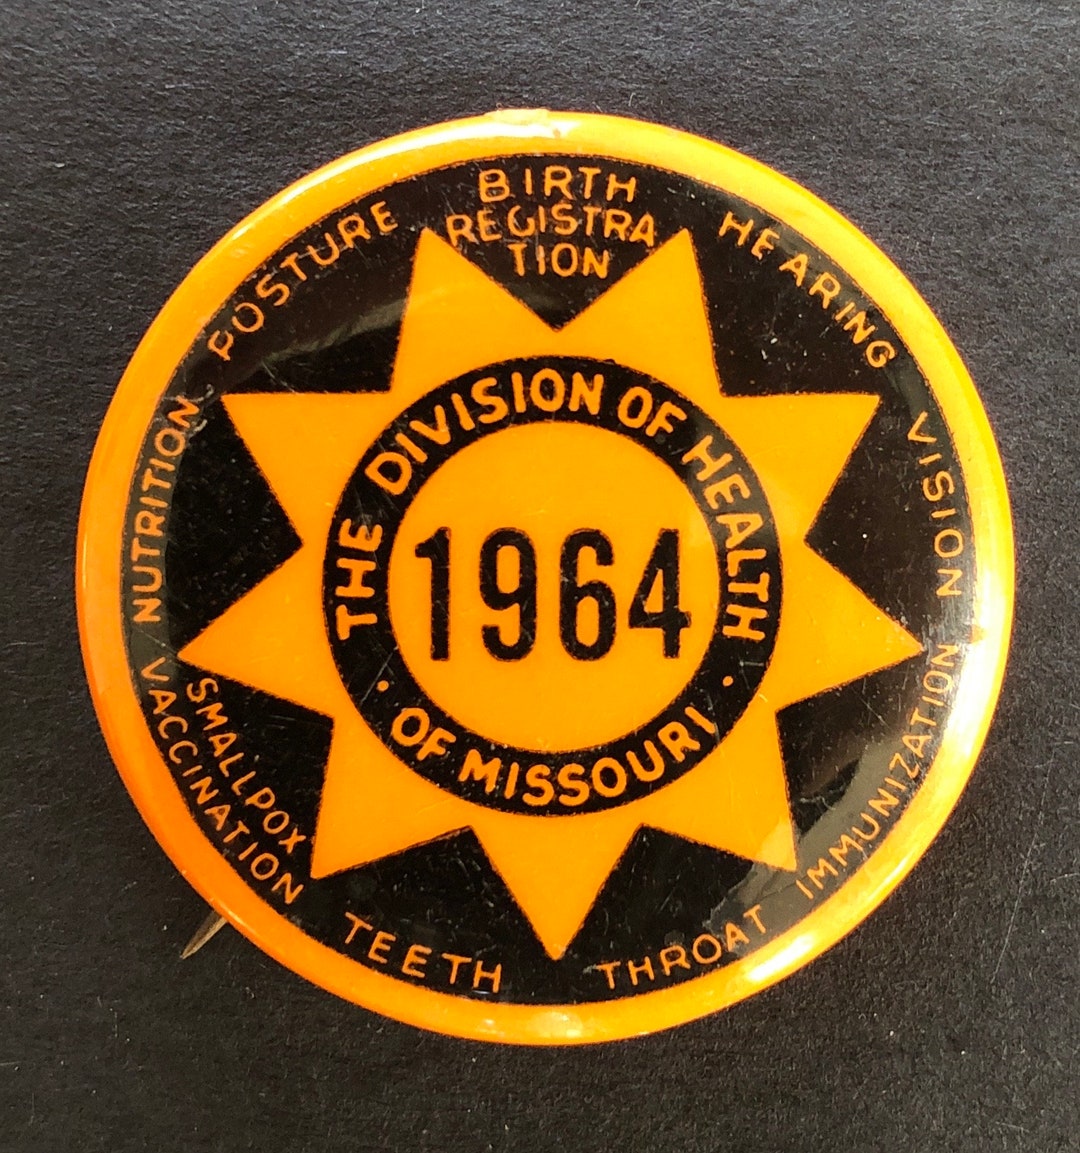 BIRTH
REGISTRA
TION
HEARING
VISION
IMMUNIZATION
THROAT
TEETH
SMALLPOX
VACCINATION
NUTRITION
POSTURE
THE DIVISION OF HEALTH
· OF MISSOURI ·
1964